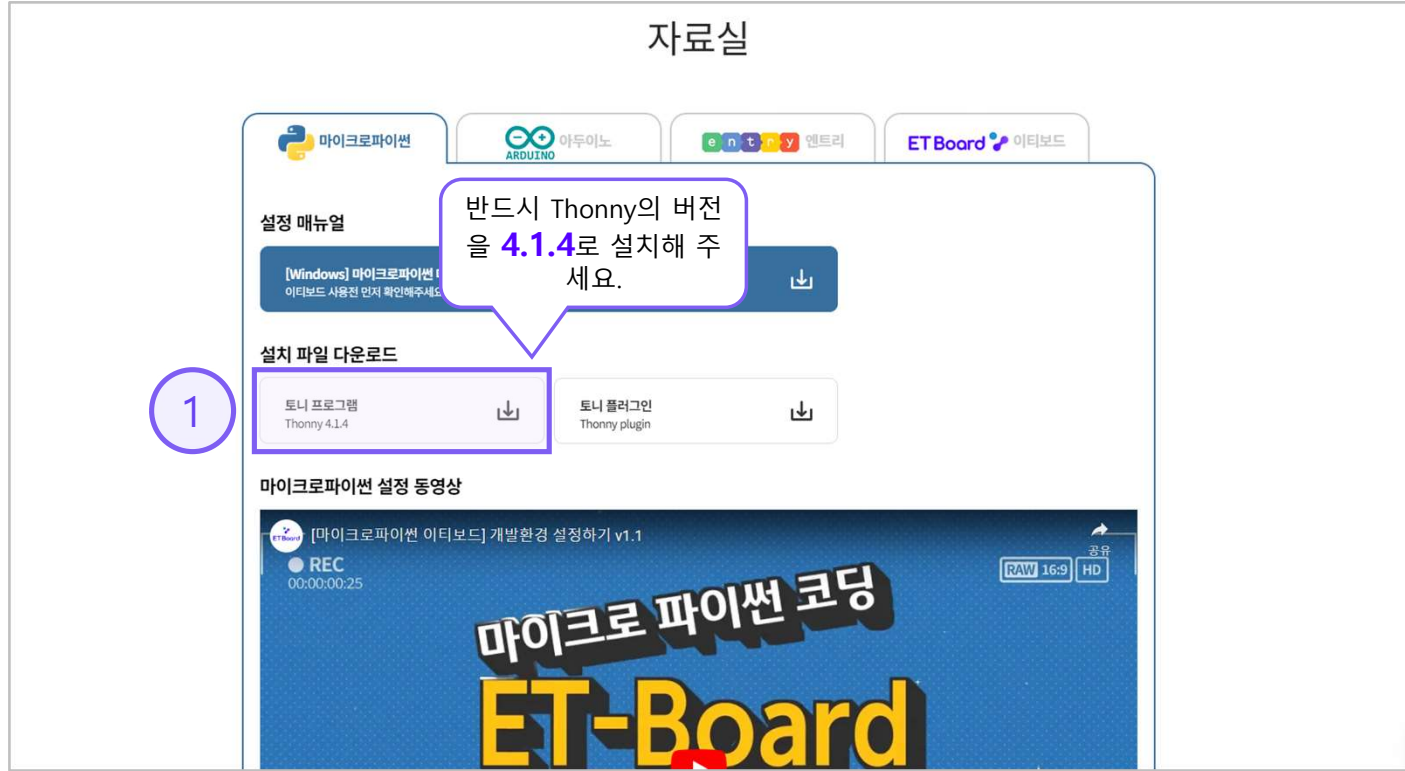 자료실
마이크로파이썬
ARDUINO
아두이노
entry 엔트리
ET Board 이티보드
설정 매뉴얼
반드시 Thonny의 버전
을 4.1.4로 설치해 주
세요.
[Windows] 마이크로파이썬
이티보드 사용전 먼저 확인해주세요
설치 파일 다운로드
1
토니 프로그램
Thonny 4.1.4
토니 플러그인
Thonny plugin
마이크로파이썬 설정 동영상
ETBoard
[마이크로파이썬 이티보드] 개발환경 설정하기 v1.1
공유
REC
00:00:00:25
RAW 16:9 HD
마이크로 파이썬 코딩
ET-Board